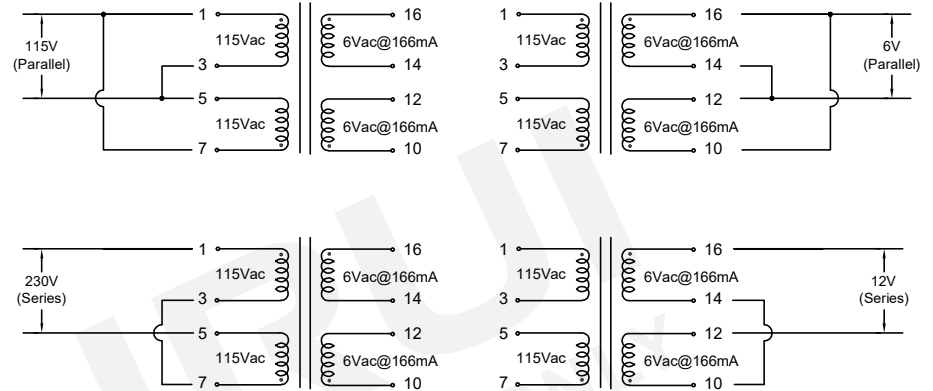 1 16 1 16
115V 115Vac 6Vac@166mA 115Vac 6Vac@166mA 6V
(Parallel) 3 14 3 14 (Parallel)
5 12 5 12
115Vac 6Vac@166mA 115Vac 6Vac@166mA
7 10 7 10
1 16 1 16
230V 115Vac 6Vac@166mA 115Vac 6Vac@166mA 12V
(Series) 3 14 3 14 (Series)
5 12 5 12
115Vac 6Vac@166mA 115Vac 6Vac@166mA
7 10 7 10